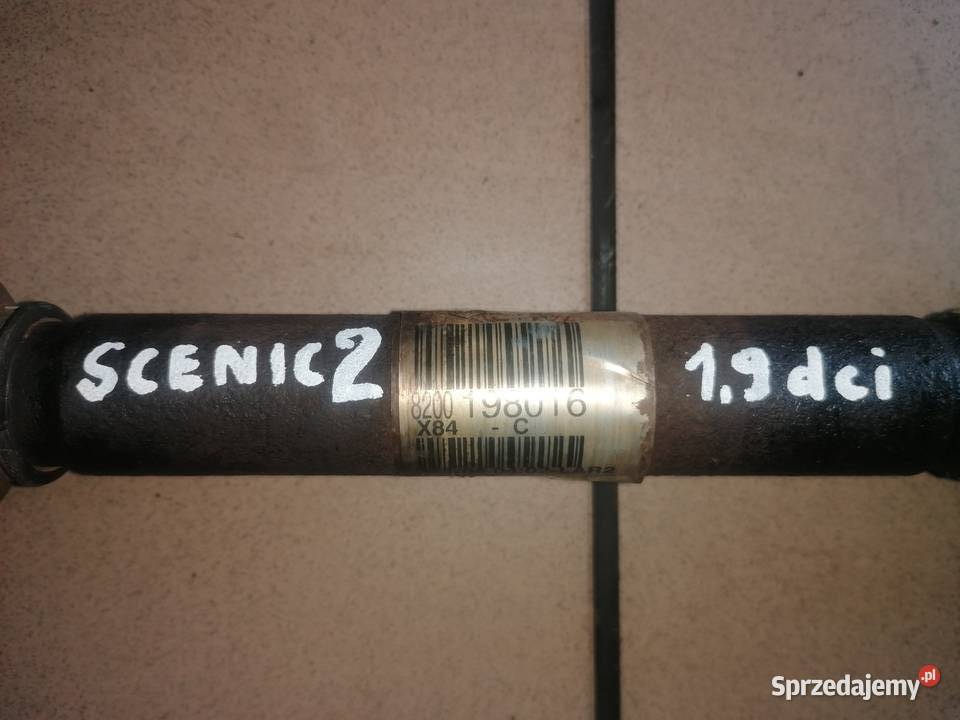 SCENIC2
8200 198016
X84 - C
1,9dci
Sprzedajemy.pl